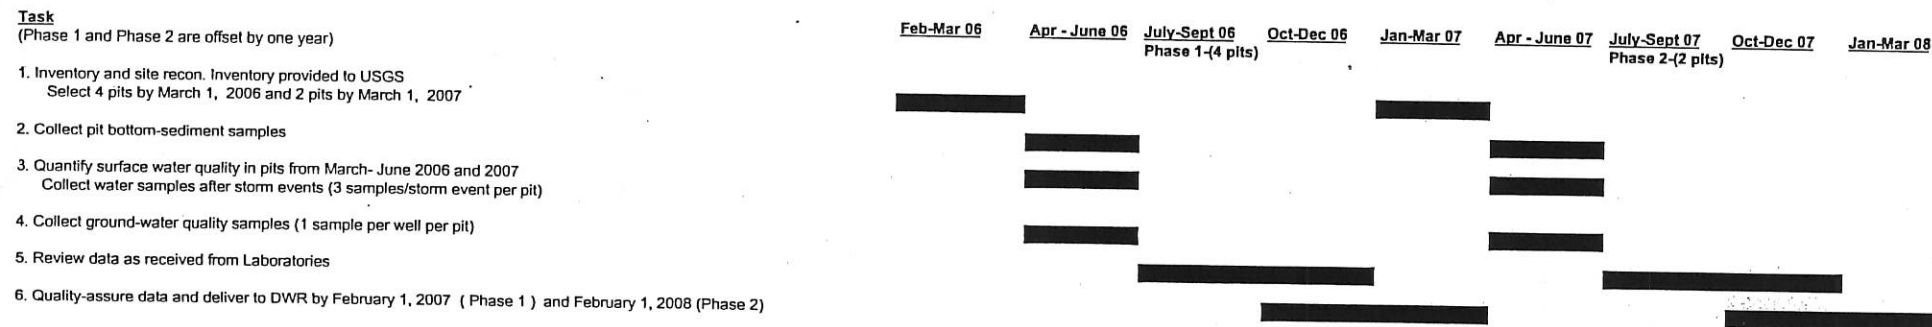 Task
(Phase 1 and Phase 2 are offset by one year)
Feb-Mar 06 Apr - June 06 July-Sept 06 Oct-Dec 06 Jan-Mar 07 Apr - June 07 July-Sept 07 Oct-Dec 07 Jan-Mar 08
Phase 1-(4 pits) Phase 2-(2 pits)
1. Inventory and site recon. Inventory provided to USGS
Select 4 pits by March 1, 2006 and 2 pits by March 1, 2007
2. Collect pit bottom-sediment samples
3. Quantify surface water quality in pits from March- June 2006 and 2007
Collect water samples after storm events (3 samples/storm event per pit)
4. Collect ground-water quality samples (1 sample per well per pit)
5. Review data as received from Laboratories
6. Quality-assure data and deliver to DWR by February 1, 2007 ( Phase 1 ) and February 1, 2008 (Phase 2)